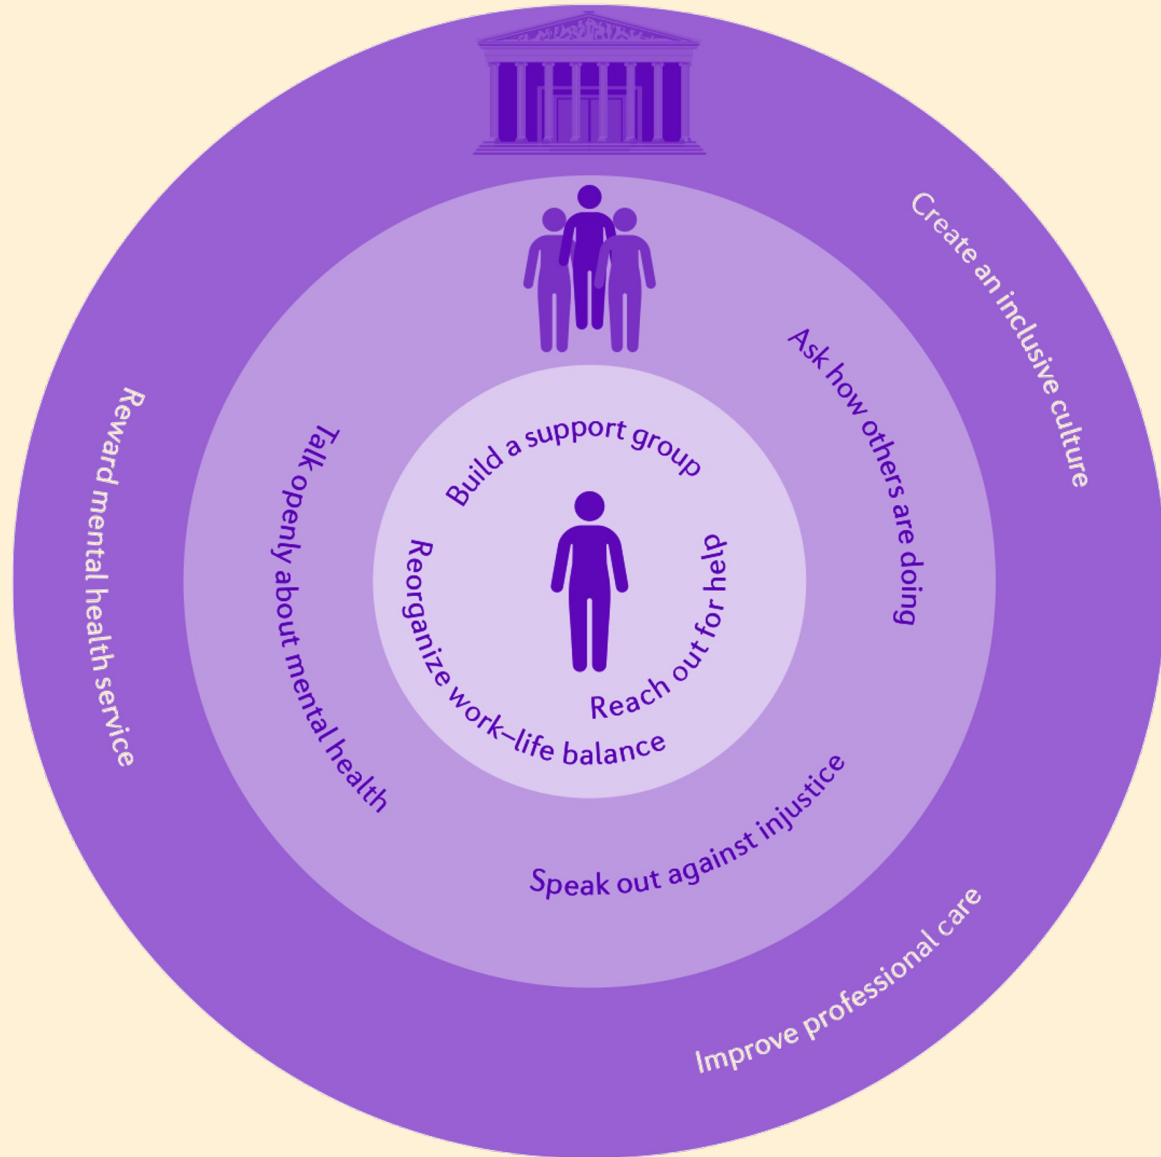 Create an inclusive culture
Reward mental health service
Improve professional care
Ask how others are doing
Talk openly about mental health
Speak out against injustice
Build a support group
Reorganize work–life balance
Reach out for help